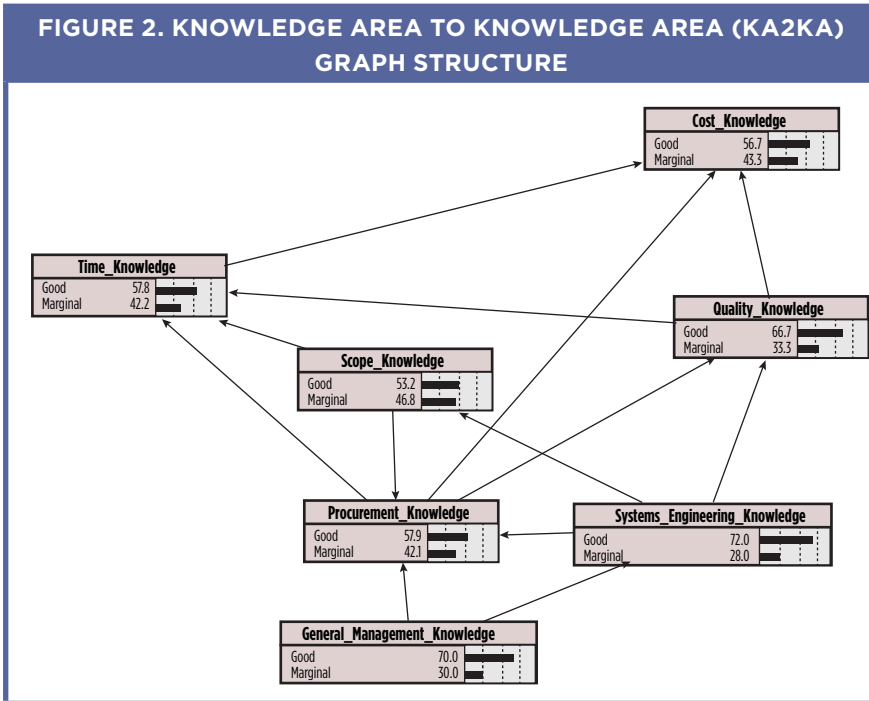 FIGURE 2. KNOWLEDGE AREA TO KNOWLEDGE AREA (KA2KA)
GRAPH STRUCTURE
Cost_Knowledge
Good 56.7
Marginal 43.3
Time_Knowledge
Good 57.8
Marginal 42.2
Quality_Knowledge
Good 66.7
Marginal 33.3
Scope_Knowledge
Good 53.2
Marginal 46.8
Procurement_Knowledge
Good 57.9
Marginal 42.1
Systems_Engineering_Knowledge
Good 72.0
Marginal 28.0
General_Management_Knowledge
Good 70.0
Marginal 30.0